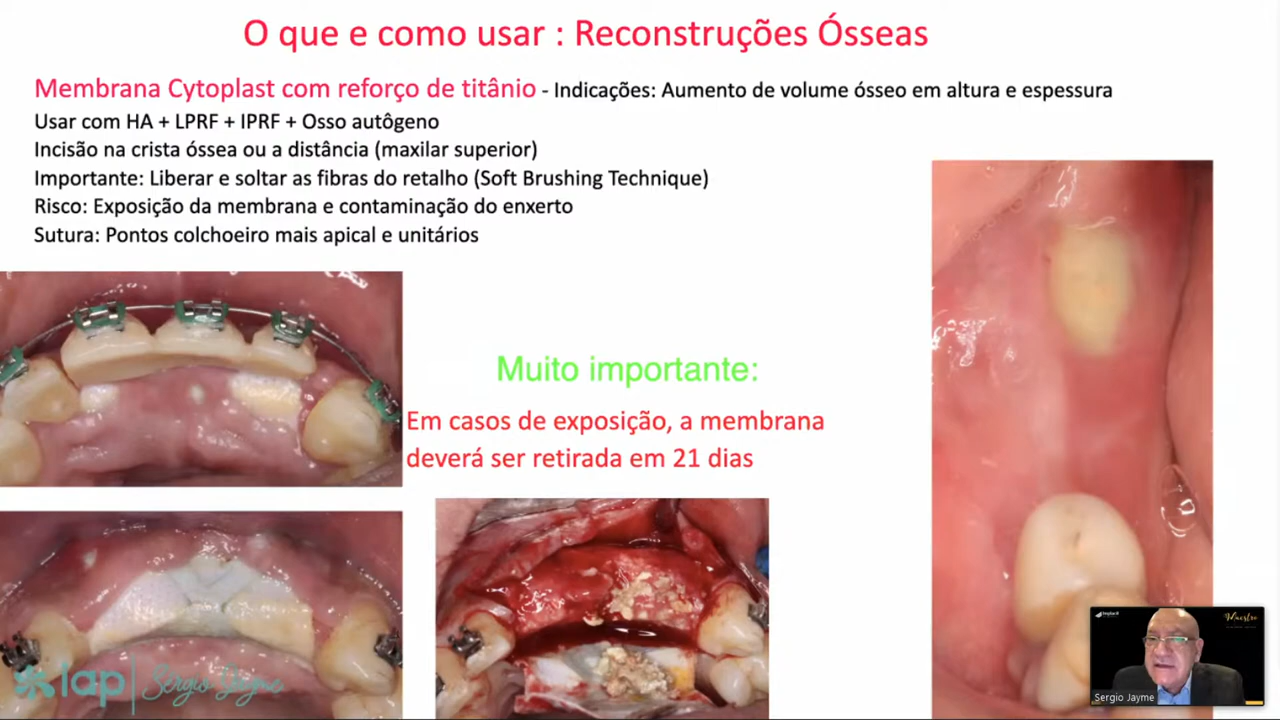 O que e como usar : Reconstruções Ósseas
Membrana Cytoplast com reforço de titânio - Indicações: Aumento de volume ósseo em altura e espessura
Usar com HA + LPRF + IPRF + Osso autôgeno
Incisão na crista óssea ou a distância (maxilar superior)
Importante: Liberar e soltar as fibras do retalho (Soft Brushing Technique)
Risco: Exposição da membrana e contaminação do enxerto
Sutura: Pontos colchoeiro mais apical e unitários
Muito importante:
Em casos de exposição, a membrana
deverá ser retirada em 21 dias
iap
Sérgio Jayme
Maestro
Sergio Jayme